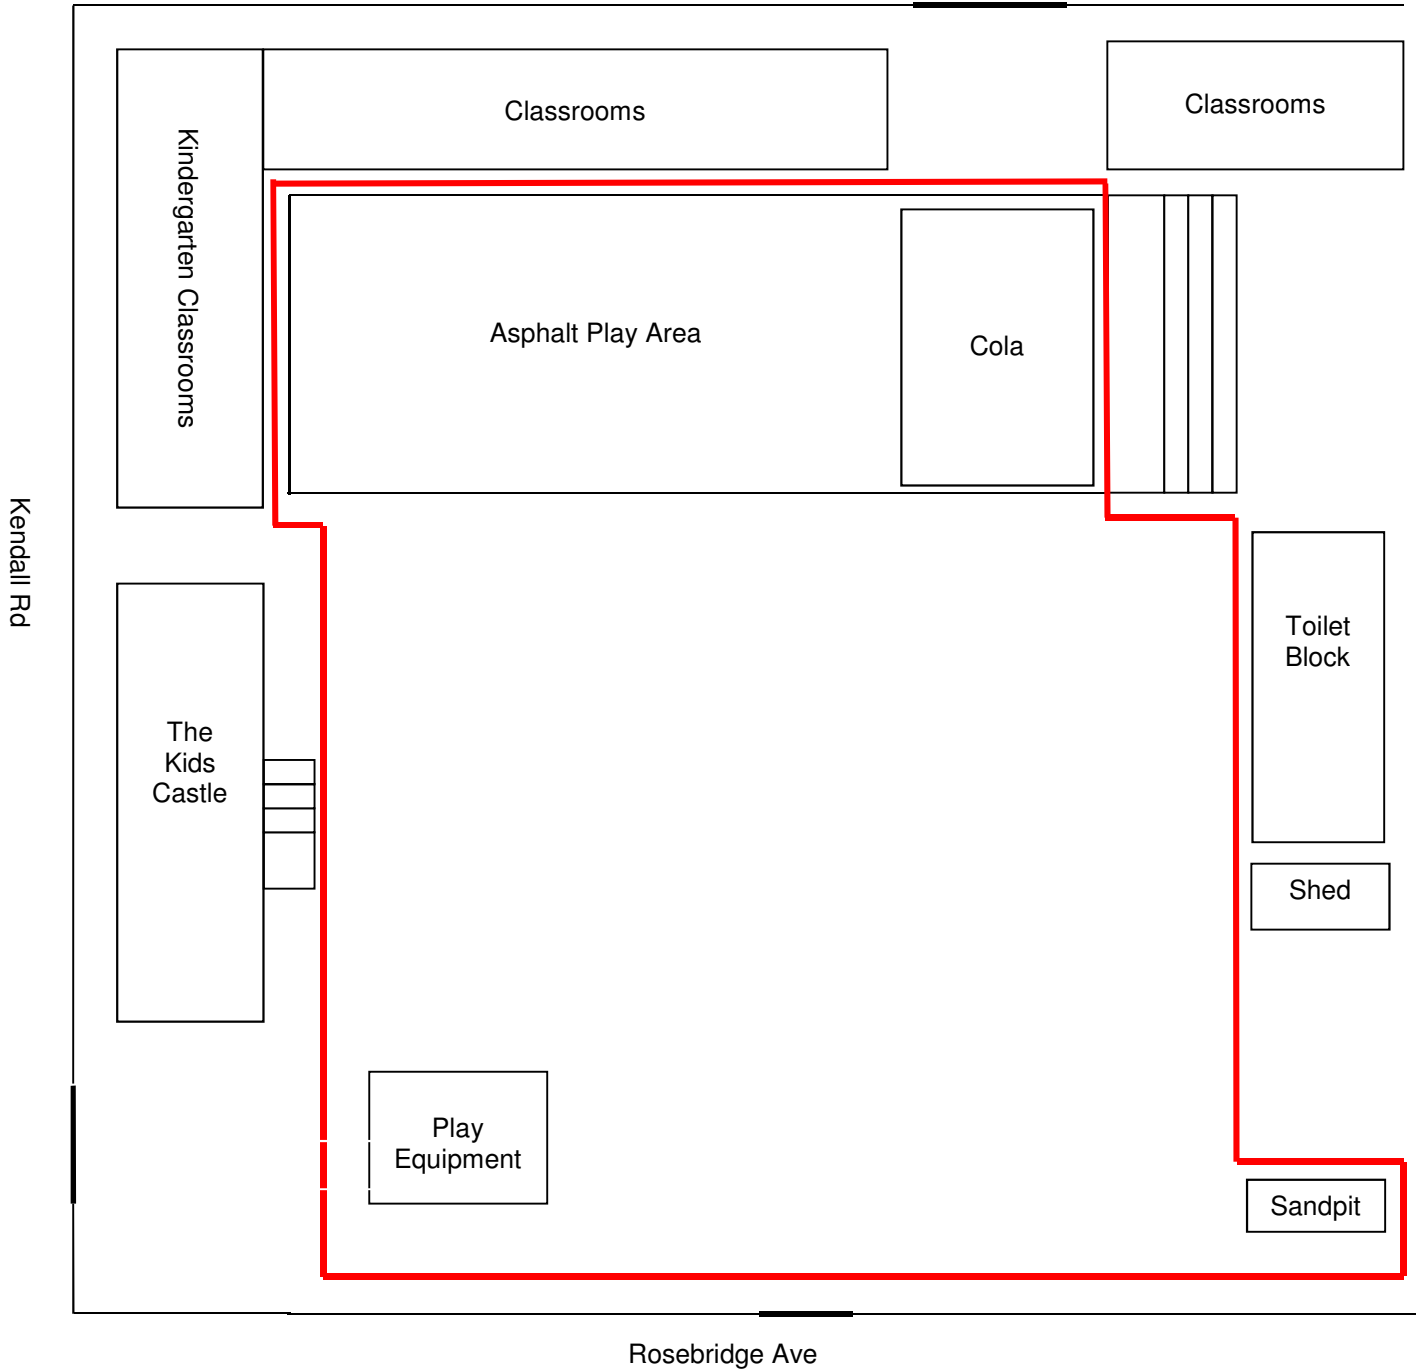 Classrooms
Classrooms
Kindergarten Classrooms
Asphalt Play Area
Cola
Kendall Rd
Toilet
Block
The
Kids
Castle
Shed
Play
Equipment
Sandpit
Rosebridge Ave